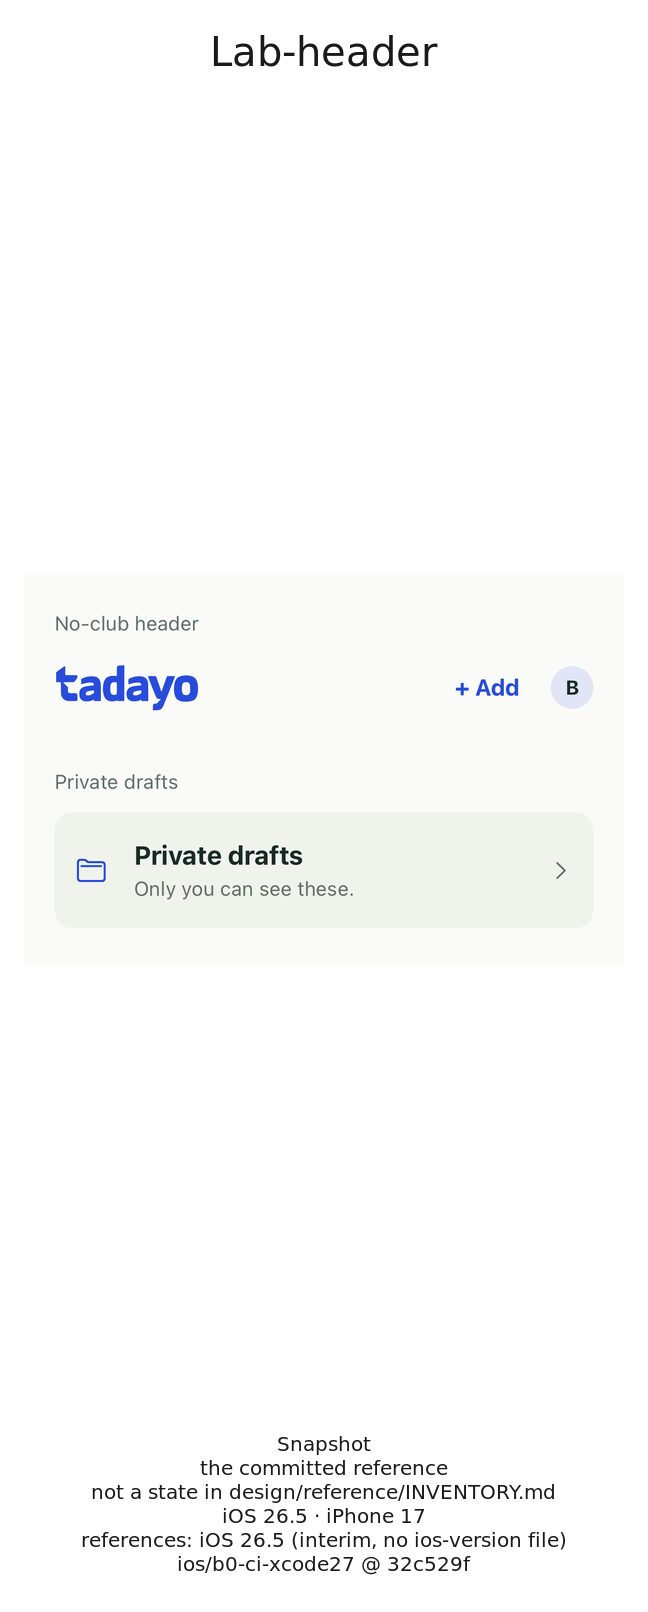 Lab-header
No-club header
tadayo
+ Add
B
Private drafts
Private drafts
Only you can see these.
Snapshot
the committed reference
not a state in design/reference/INVENTORY.md
iOS 26.5 · iPhone 17
references: iOS 26.5 (interim, no ios-version file)
ios/b0-ci-xcode27 @ 32c529f